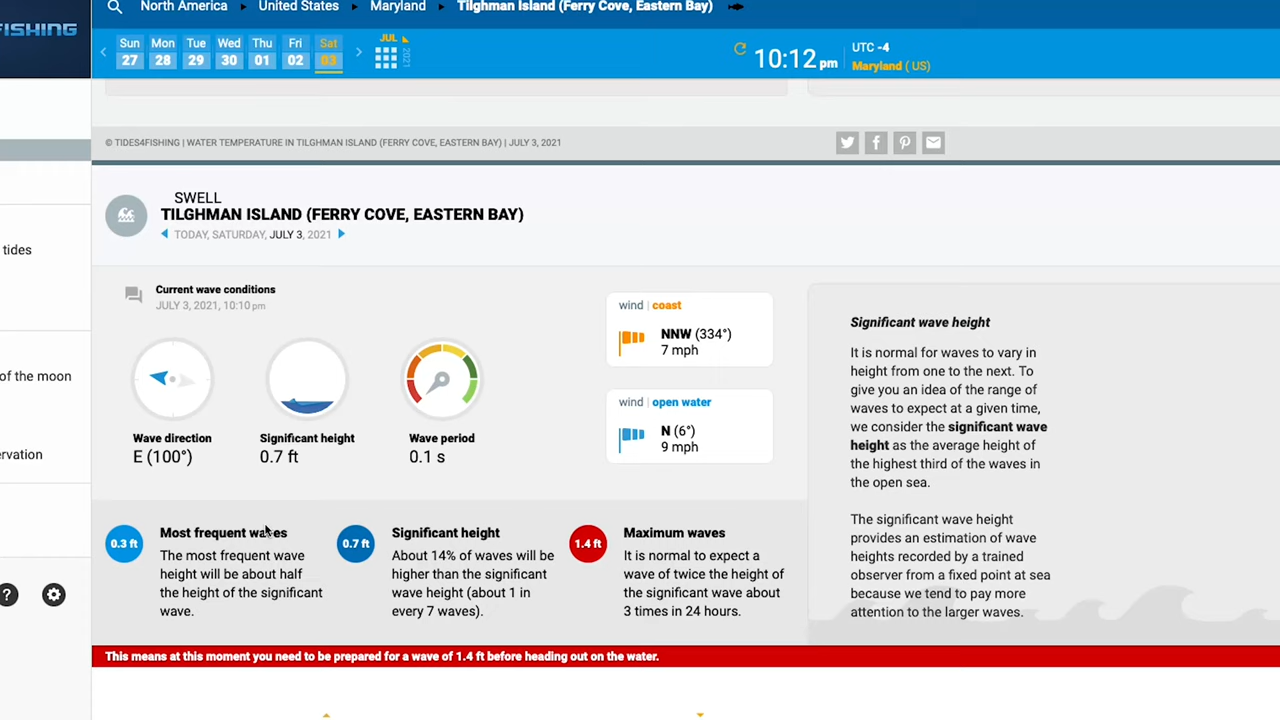 North America
United States
Maryland
Tilghman Island (Ferry Cove, Eastern Bay)
FISHING
JUL
2021
Sun Mon Tue Wed Thu Fri Sat
27 28 29 30 01 02 03
10:12 pm
UTC -4
Maryland ( US)
© TIDES4FISHING | WATER TEMPERATURE IN TILGHMAN ISLAND (FERRY COVE, EASTERN BAY) | JULY 3, 2021
SWELL
TILGHMAN ISLAND (FERRY COVE, EASTERN BAY)
TODAY, SATURDAY, JULY 3, 2021
tides
of the moon
ervation
?
Current wave conditions
JULY 3, 2021, 10:10 pm
Wave direction
E (100°)
Significant height
0.7 ft
Wave period
0.1 s
wind | coast
NNW (334°)
7 mph
wind | open water
N (6°)
9 mph
0.3 ft
Most frequent waves
The most frequent wave
height will be about half
the height of the significant
wave.
0.7 ft
Significant height
About 14% of waves will be
higher than the significant
wave height (about 1 in
every 7 waves).
1.4 ft
Maximum waves
It is normal to expect a
wave of twice the height of
the significant wave about
3 times in 24 hours.
Significant wave height
It is normal for waves to vary in
height from one to the next. To
give you an idea of the range of
waves to expect at a given time,
we consider the significant wave
height as the average height of
the highest third of the waves in
the open sea.
The significant wave height
provides an estimation of wave
heights recorded by a trained
observer from a fixed point at sea
because we tend to pay more
attention to the larger waves.
This means at this moment you need to be prepared for a wave of 1.4 ft before heading out on the water.